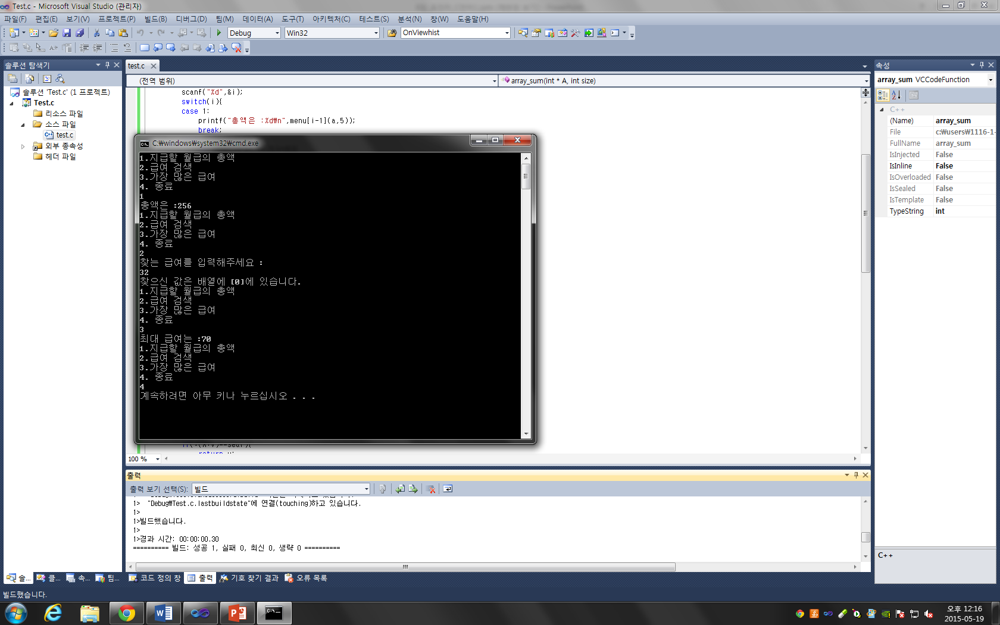 Test.c - Microsoft Visual Studio (관리자)
파일(F) 편집(E) 보기(V) 프로젝트(P) 빌드(B) 디버그(D) 팀(M) 데이터(A) 도구(T) 아키텍처(C) 테스트(S) 분석(N) 창(W) 도움말(H)
Debug Win32 OnViewhist
솔루션 탐색기
솔루션 'Test.c' (1 프로젝트)
Test.c
리소스 파일
소스 파일
test.c
외부 종속성
헤더 파일
test.c
(전역 범위) array_sum(int * A, int size)
scanf("%d",&i);
switch(i){
case 1:
printf("총액은 :%d₩n",menu[i-1](a,5));
break;
C:₩windows₩system32₩cmd.exe
1.지급할 월급의 총액
2.급여 검색
3.가장 많은 급여
4. 종료
1
총액은 :256
1.지급할 월급의 총액
2.급여 검색
3.가장 많은 급여
4. 종료
2
찾는 급여를 입력해주세요 :
32
찾으신 값은 배열에 [0]에 있습니다.
1.지급할 월급의 총액
2.급여 검색
3.가장 많은 급여
4. 종료
3
최대 급여는 :70
1.지급할 월급의 총액
2.급여 검색
3.가장 많은 급여
4. 종료
4
계속하려면 아무 키나 누르십시오 . . .
100 %
출력
출력 보기 선택(S): 빌드
1> "Debug₩Test.c.lastbuildstate"에 연결(touching)하고 있습니다.
1>
1>빌드했습니다.
1>
1>경과 시간: 00:00:00.30
========== 빌드: 성공 1, 실패 0, 최신 0, 생략 0 ==========
솔... 클... 속... 팀...
코드 정의 창 출력 기호 찾기 결과 오류 목록
빌드했습니다.
속성
array_sum VCCodeFunction
C++
(Name) array_sum
File c:₩users₩1116-1-
FullName array_sum
IsInjected False
IsInline False
IsOverloaded False
IsSealed False
IsTemplate False
TypeString int
C++
오후 12:16
2015-05-19